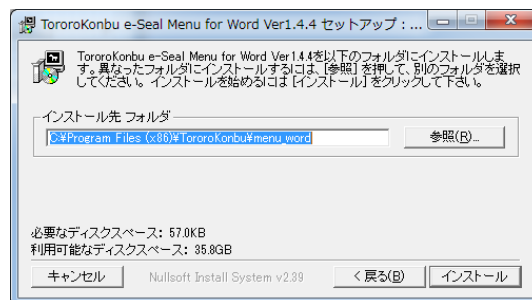 TororoKonbu e-Seal Menu for Word Ver1.4.4 セットアップ：...
TororoKonbu e-Seal Menu for Word Ver1.4.4を以下のフォルダにインストールしま
す。異なったフォルダにインストールするには、[参照] を押して、別のフォルダを選択
してください。インストールを始めるには [インストール] をクリックして下さい。
インストール先 フォルダ
C:¥Program Files (x86)¥TororoKonbu¥menu_word
参照(R)...
必要なディスクスペース: 57.0KB
利用可能なディスクスペース: 35.8GB
キャンセル Nullsoft Install System v2.39 < 戻る(B) インストール